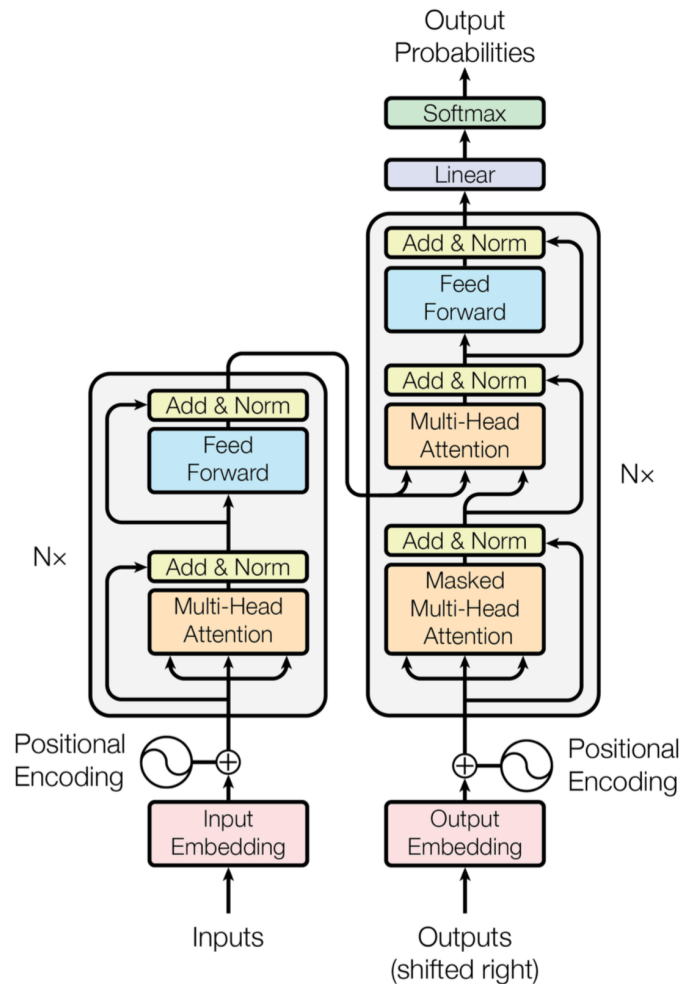 Output
Probabilities
Softmax
Linear
Add & Norm
Feed
Forward
Add & Norm
Multi-Head
Attention
Add & Norm
Masked
Multi-Head
Attention
Nx
Add & Norm
Feed
Forward
Add & Norm
Multi-Head
Attention
Nx
Positional
Encoding
Positional
Encoding
Input
Embedding
Output
Embedding
Inputs
Outputs
(shifted right)